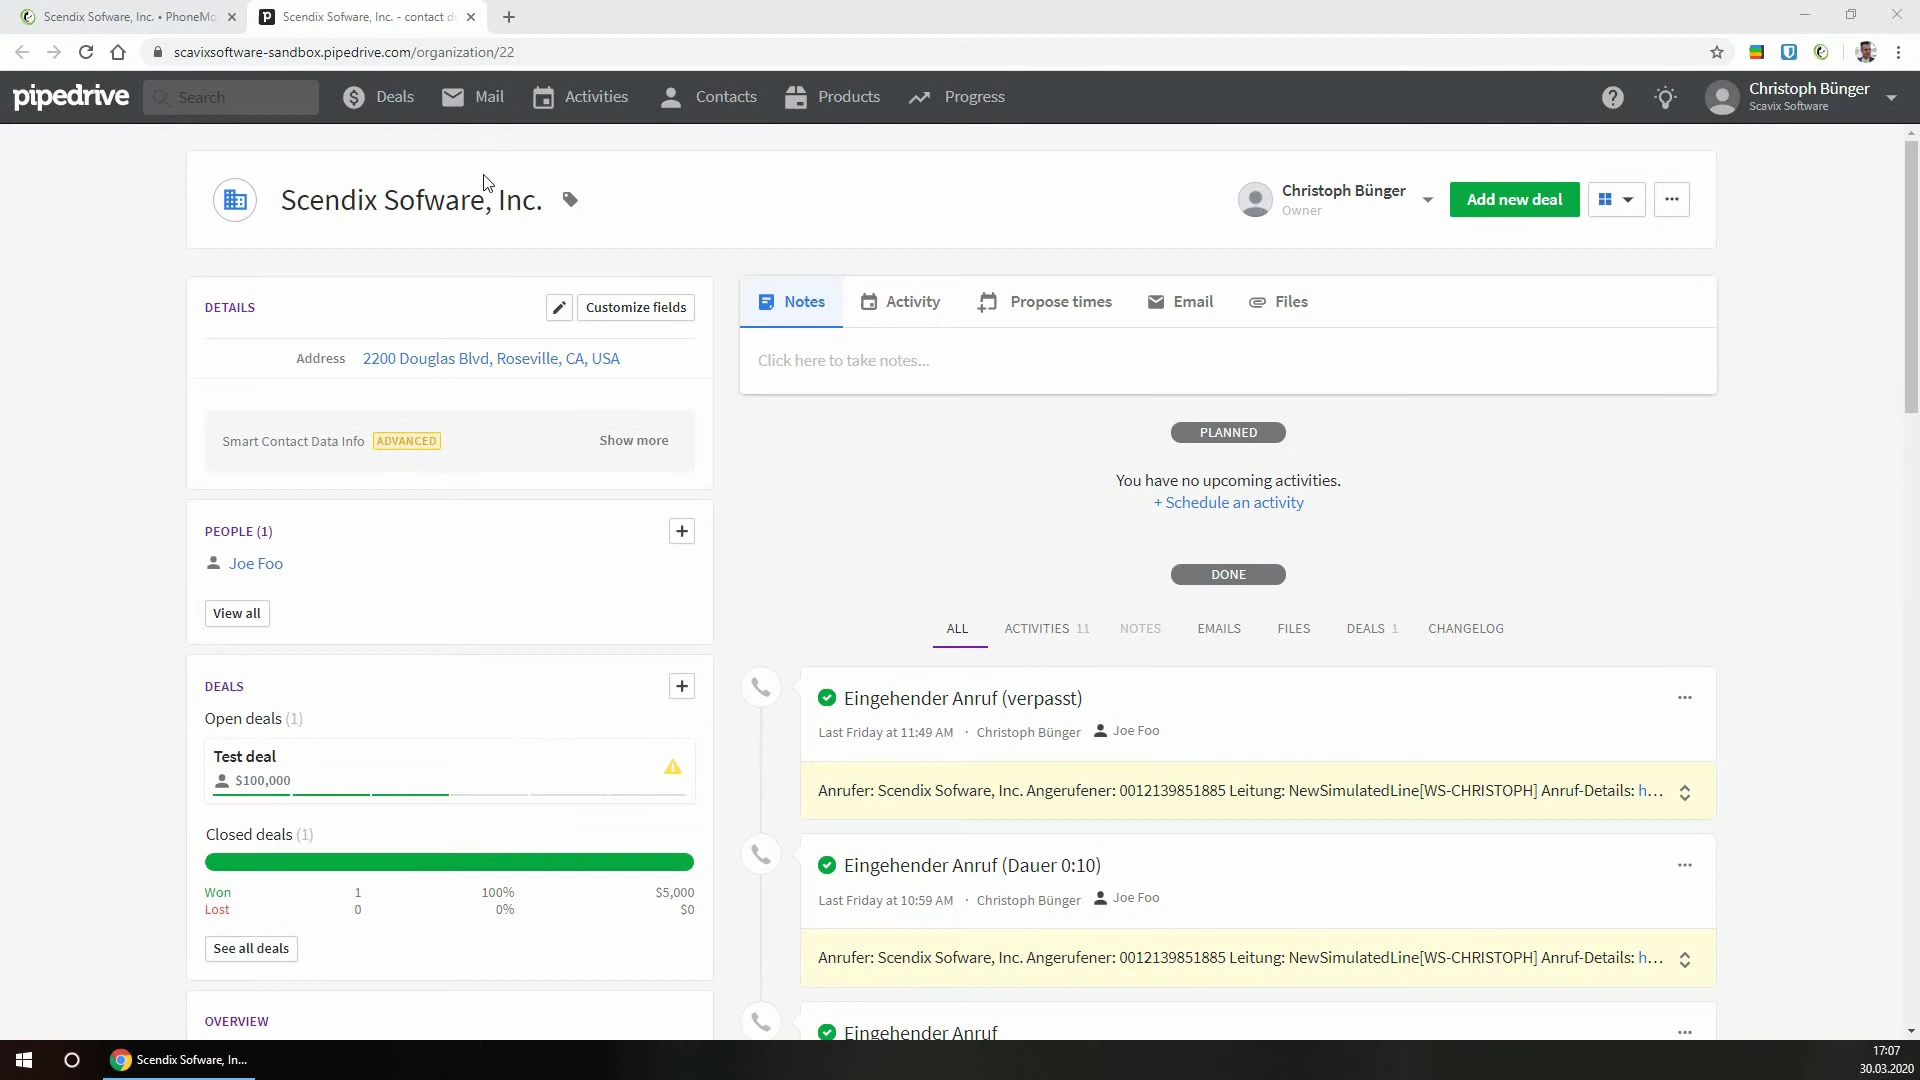 Scendix Sofware, Inc. • PhoneMo
Scendix Sofware, Inc. - contact de
scavixsoftware-sandbox.pipedrive.com/organization/22
pipedrive
Search
Deals
Mail
Activities
Contacts
Products
Progress
Christoph Bünger
Scavix Software
Scendix Sofware, Inc.
Christoph Bünger
Owner
Add new deal
DETAILS
Customize fields
Address 2200 Douglas Blvd, Roseville, CA, USA
Smart Contact Data Info ADVANCED Show more
PEOPLE (1)
Joe Foo
View all
DEALS
Open deals (1)
Test deal
$100,000
Closed deals (1)
Won 1 100% $5,000
Lost 0 0% $0
See all deals
OVERVIEW
Notes
Activity
Propose times
Email
Files
Click here to take notes...
PLANNED
You have no upcoming activities.
+ Schedule an activity
DONE
ALL
ACTIVITIES 11
NOTES
EMAILS
FILES
DEALS 1
CHANGELOG
Eingehender Anruf (verpasst)
Last Friday at 11:49 AM · Christoph Bünger Joe Foo
Anrufer: Scendix Sofware, Inc. Angerufener: 0012139851885 Leitung: NewSimulatedLine[WS-CHRISTOPH] Anruf-Details: h...
Eingehender Anruf (Dauer 0:10)
Last Friday at 10:59 AM · Christoph Bünger Joe Foo
Anrufer: Scendix Sofware, Inc. Angerufener: 0012139851885 Leitung: NewSimulatedLine[WS-CHRISTOPH] Anruf-Details: h...
Eingehender Anruf
Scendix Sofware, In...
17:07
30.03.2020